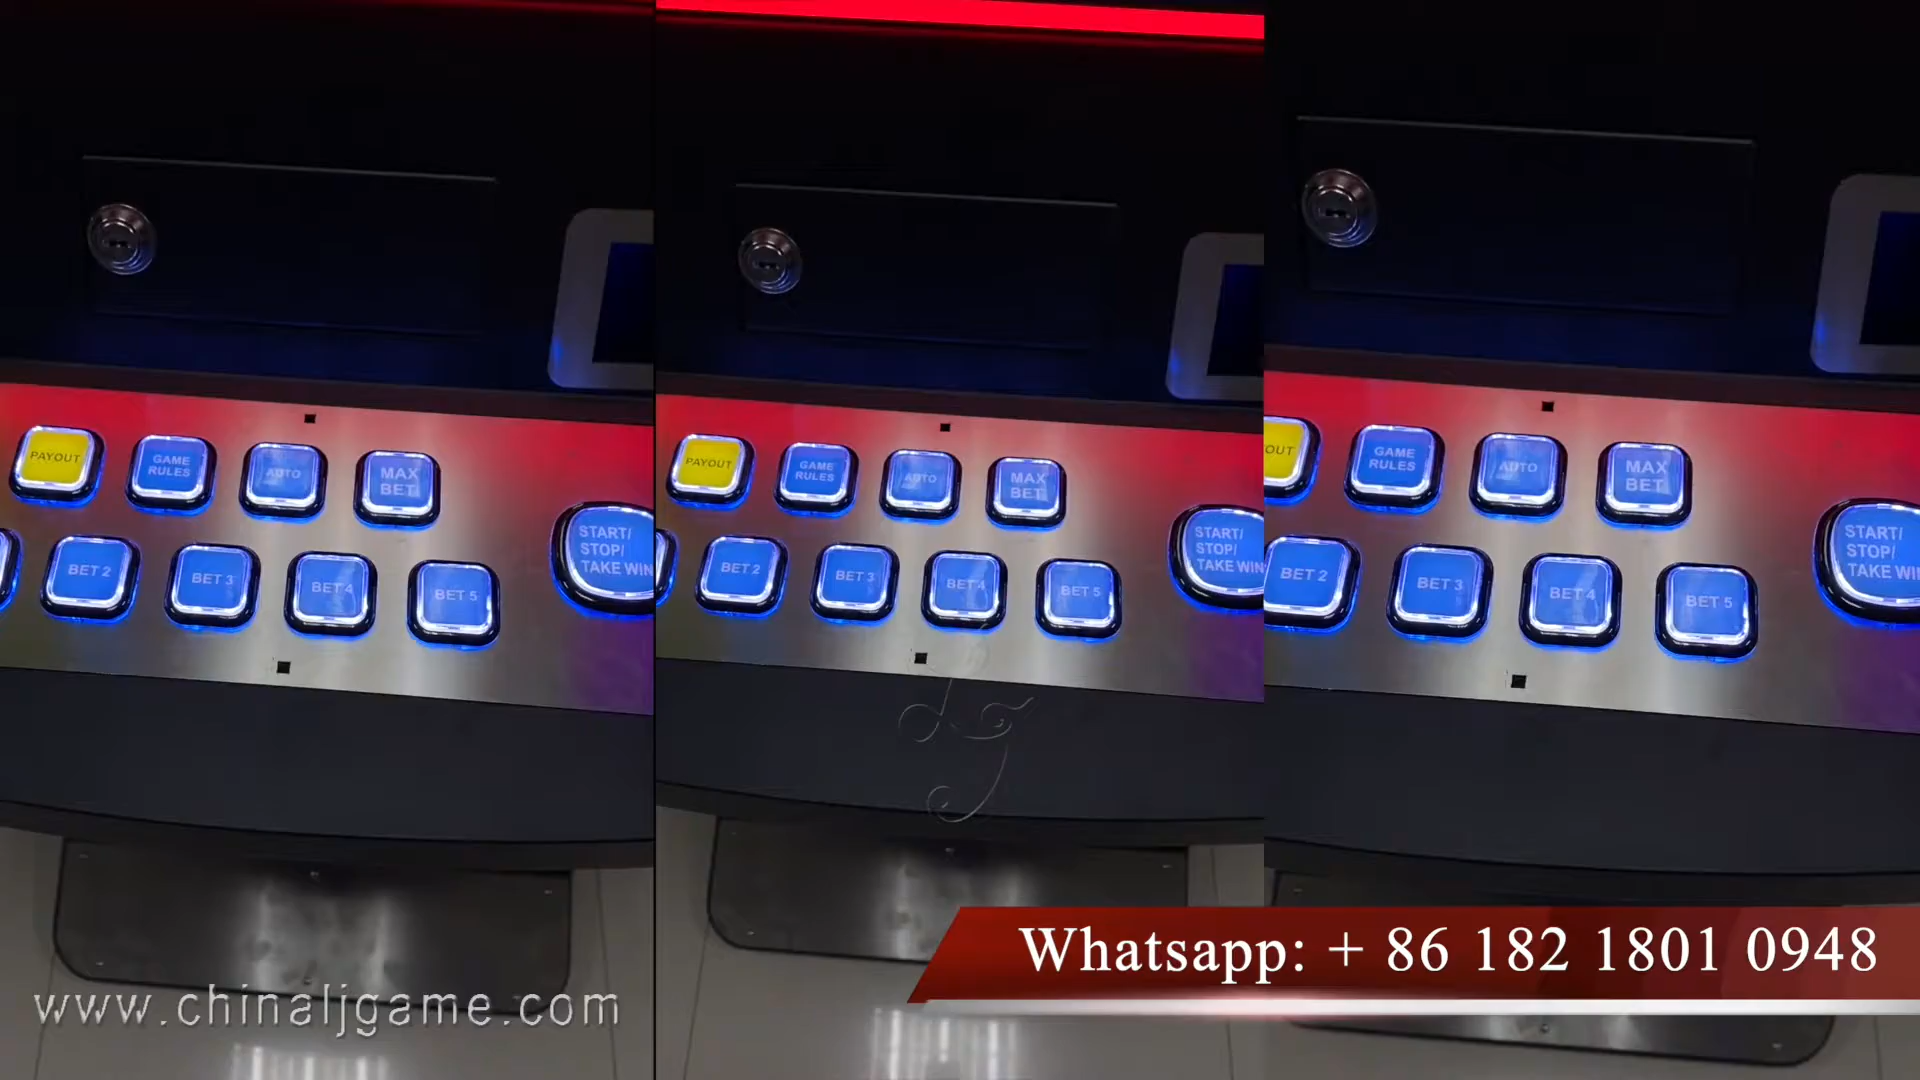 PAYOUT
GAME
RULES
AUTO
MAX
BET
START/
STOP/
TAKE WIN
BET 2
BET 3
BET 4
BET 5
PAYOUT
GAME
RULES
AUTO
MAX
BET
START/
STOP/
TAKE WIN
BET 2
BET 3
BET 4
BET 5
OUT
GAME
RULES
AUTO
MAX
BET
START/
STOP/
TAKE WI
BET 2
BET 3
BET 4
BET 5
www.chinaljgame.com
Whatsapp: + 86 182 1801 0948